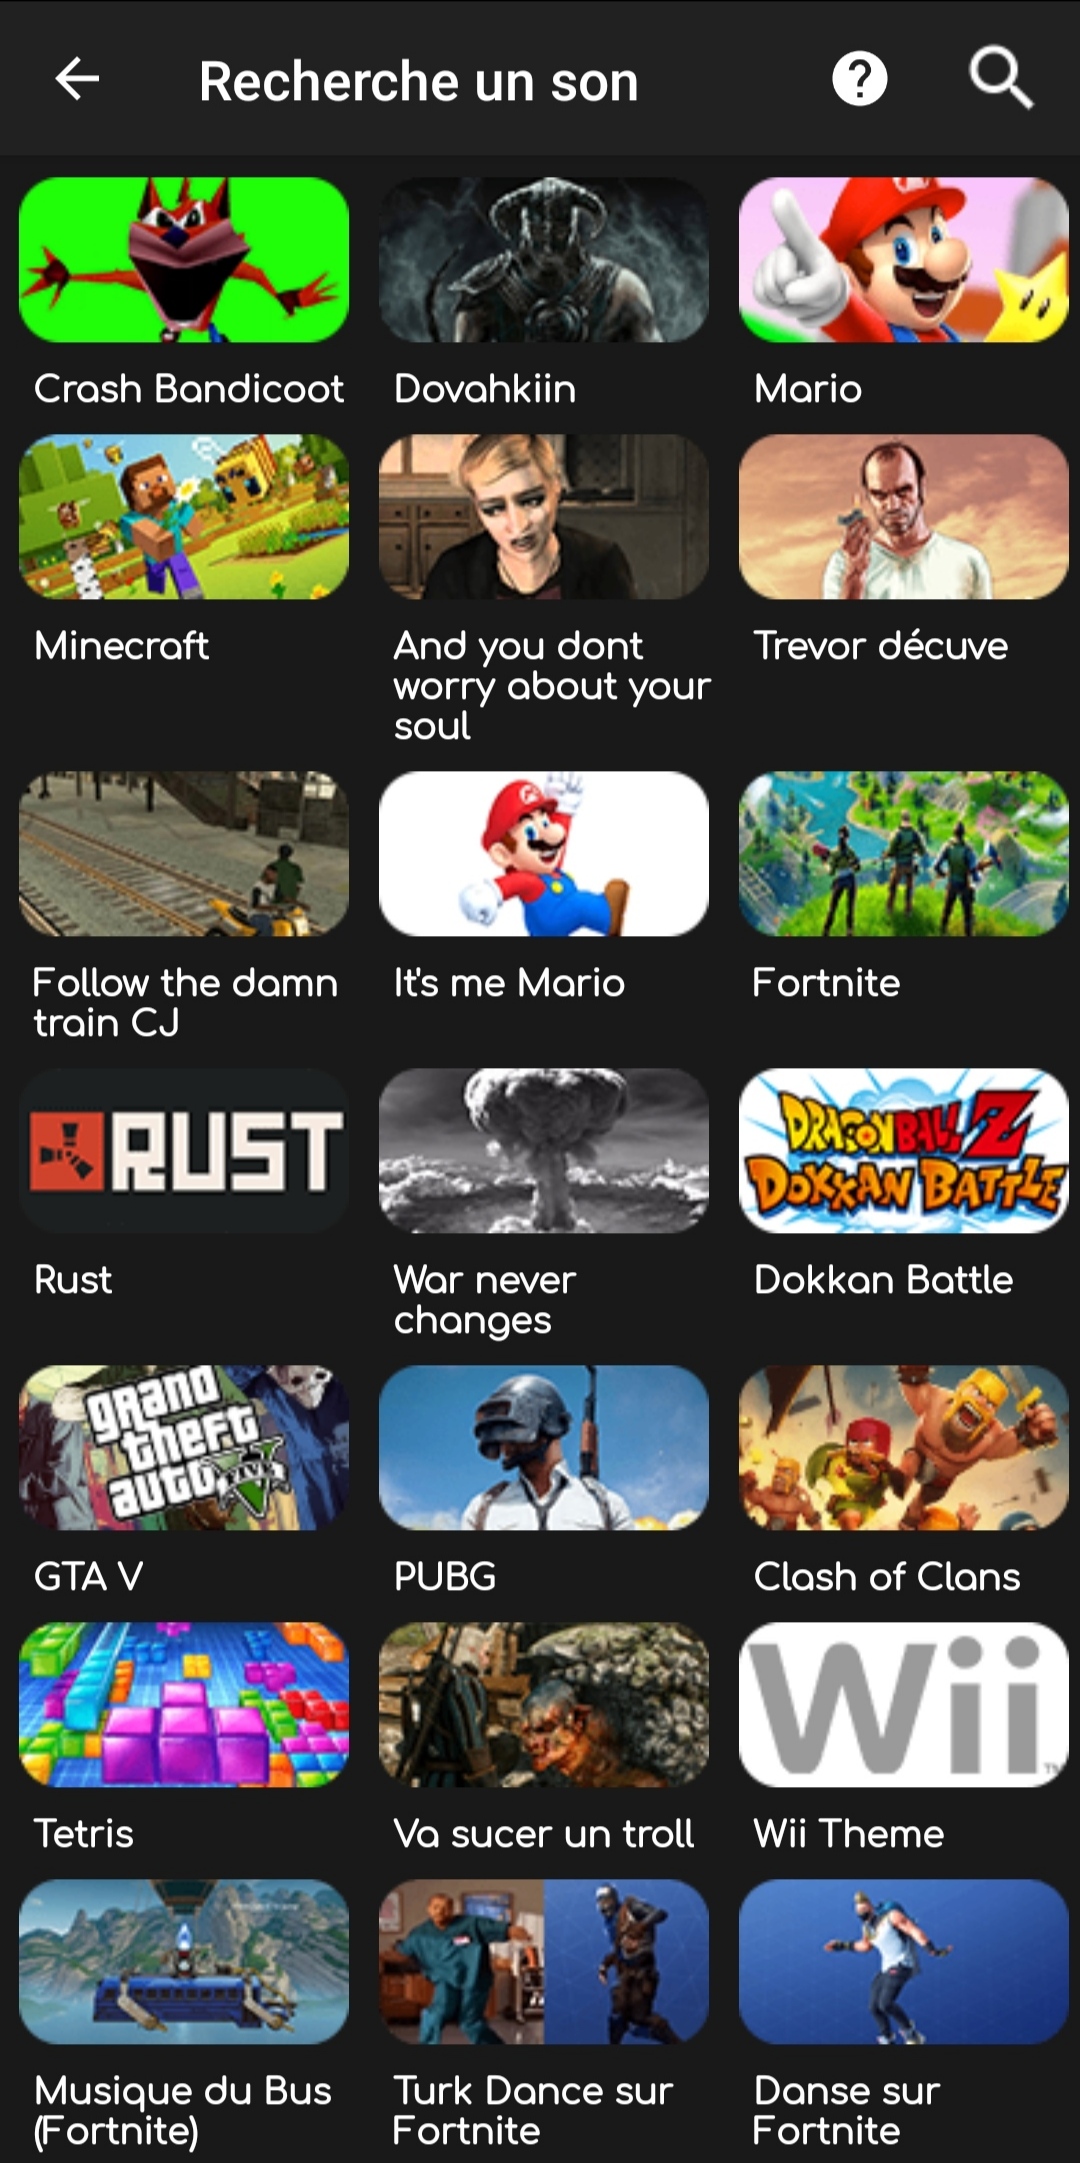 Recherche un son
Crash Bandicoot
Dovahkiin
Mario
Minecraft
And you dont
worry about your
soul
Trevor décuve
Follow the damn
train CJ
It's me Mario
Fortnite
RUST
DRAGONBALL Z
DOKKAN BATTLE
Rust
War never
changes
Dokkan Battle
grand
theft
auto
V
GTA V
PUBG
Clash of Clans
Wii
TM
Tetris
Va sucer un troll
Wii Theme
Musique du Bus
(Fortnite)
Turk Dance sur
Fortnite
Danse sur
Fortnite